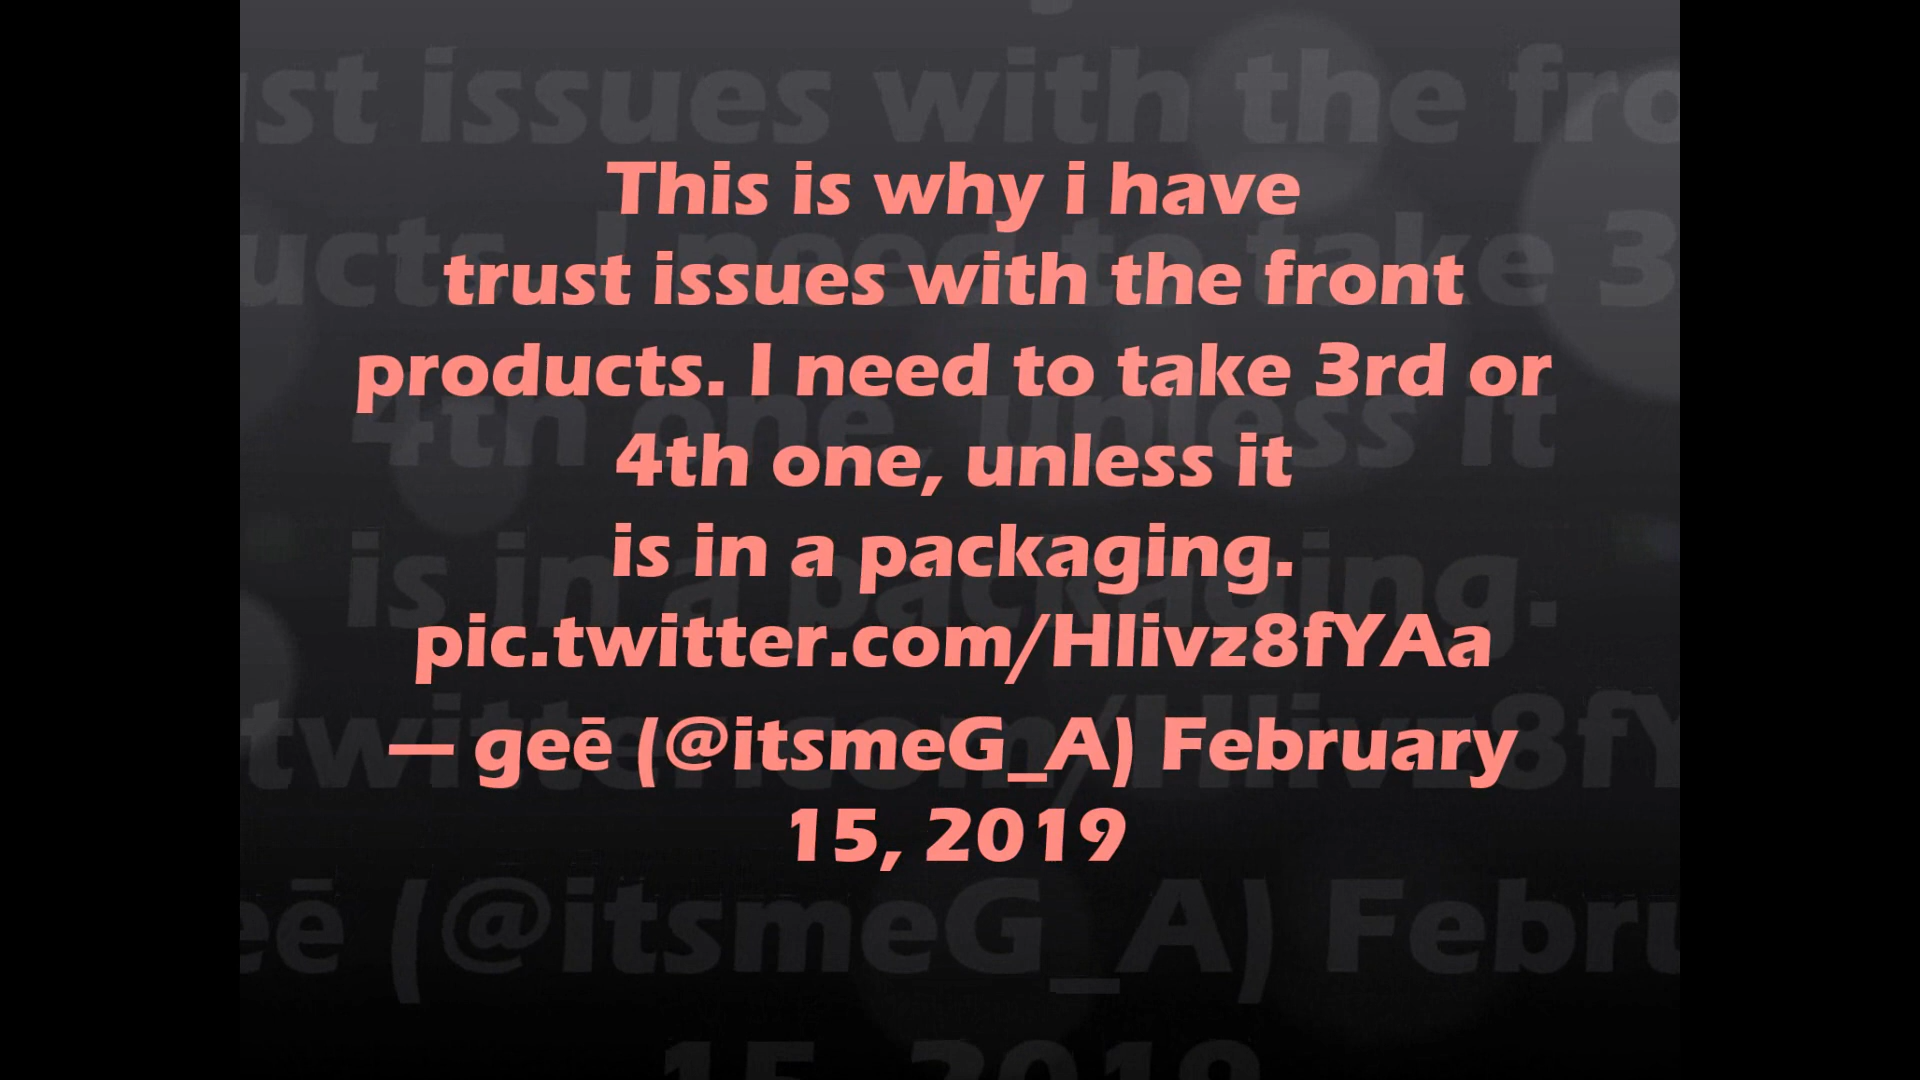 This is why i have
trust issues with the front
products. I need to take 3rd or
4th one, unless it
is in a packaging.
pic.twitter.com/HIivz8fYAa
— geē (@itsmeG_A) February
15, 2019